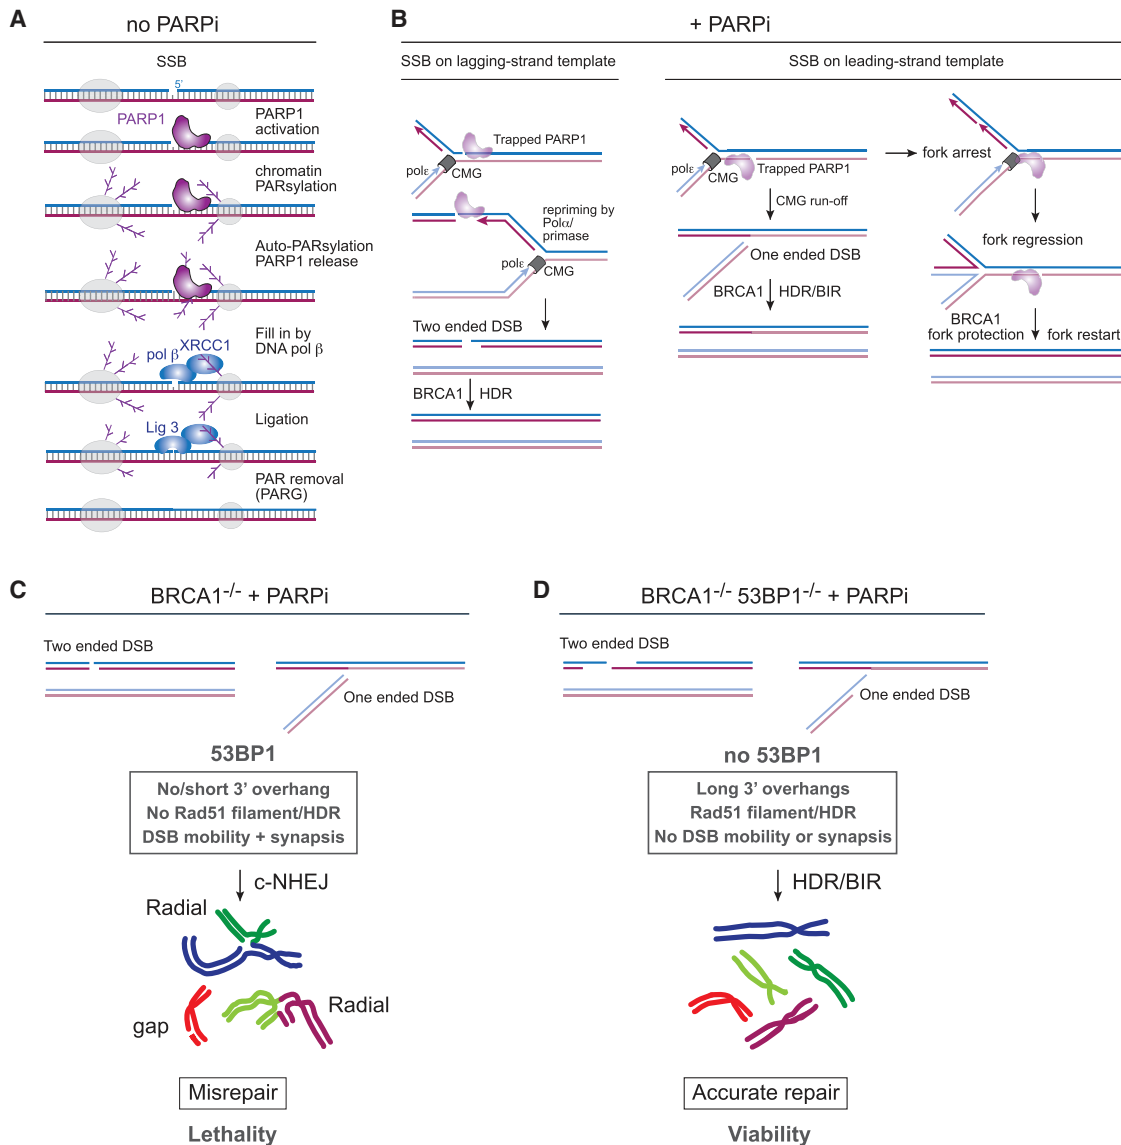 A
no PARPi
SSB
5'
PARP1
PARP1
activation
chromatin
PARsylation
Auto-PARsylation
PARP1 release
Fill in by
DNA pol β
pol β
XRCC1
Ligation
Lig 3
PAR removal
(PARG)
B
+ PARPi
SSB on lagging-strand template
SSB on leading-strand template
Trapped PARP1
polε
CMG
repriming by
Polα/
primase
polε
CMG
Two ended DSB
BRCA1
HDR
polε
CMG
Trapped PARP1
CMG run-off
One ended DSB
BRCA1
HDR/BIR
fork arrest
fork regression
BRCA1
fork protection
fork restart
C
BRCA1-/- + PARPi
Two ended DSB
One ended DSB
53BP1
No/short 3’ overhang
No Rad51 filament/HDR
DSB mobility + synapsis
c-NHEJ
Radial
gap
Radial
Misrepair
Lethality
D
BRCA1-/- 53BP1-/- + PARPi
Two ended DSB
One ended DSB
no 53BP1
Long 3’ overhangs
Rad51 filament/HDR
No DSB mobility or synapsis
HDR/BIR
Accurate repair
Viability